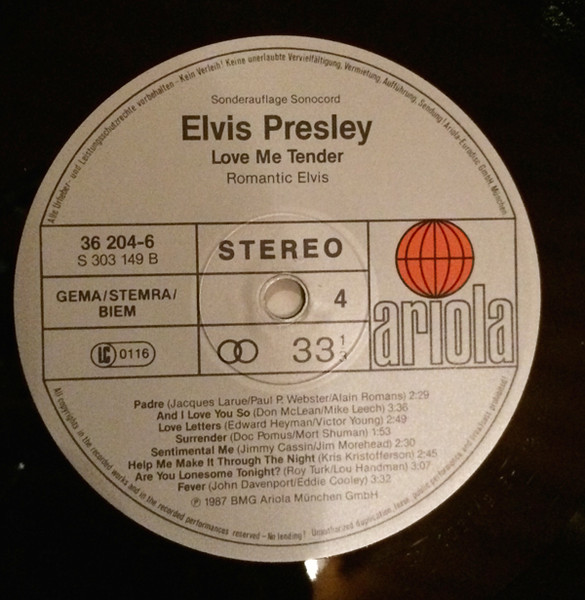 Alle Urheber- und Leistungsschutzrechte vorbehalten - Kein Verleih! Keine unerlaubte Vervielfältigung, Vermietung, Aufführung, Sendung! Ariola-Eurodisc GmbH München
Sonderauflage Sonocord
Elvis Presley
Love Me Tender
Romantic Elvis
36 204-6
S 303 149 B
STEREO
GEMA/STEMRA/
BIEM
4
LC 0116
33 1/3
ariola
Padre (Jacques Larue/Paul P. Webster/Alain Romans) 2:29
And I Love You So (Don McLean/Mike Leech) 3:36
Love Letters (Edward Heyman/Victor Young) 2:49
Surrender (Doc Pomus/Mort Shuman) 1:53
Sentimental Me (Jimmy Cassin/Jim Morehead) 2:30
Help Me Make It Through The Night (Kris Kristofferson) 2:45
Are You Lonesome Tonight? (Roy Turk/Lou Handman) 3:07
Fever (John Davenport/Eddie Cooley) 3:32
℗ 1987 BMG Ariola München GmbH
All copyrights in the recorded works and in the recorded performances reserved - No lending! Unauthorized duplication, lease, public performance and broadcast prohibited!